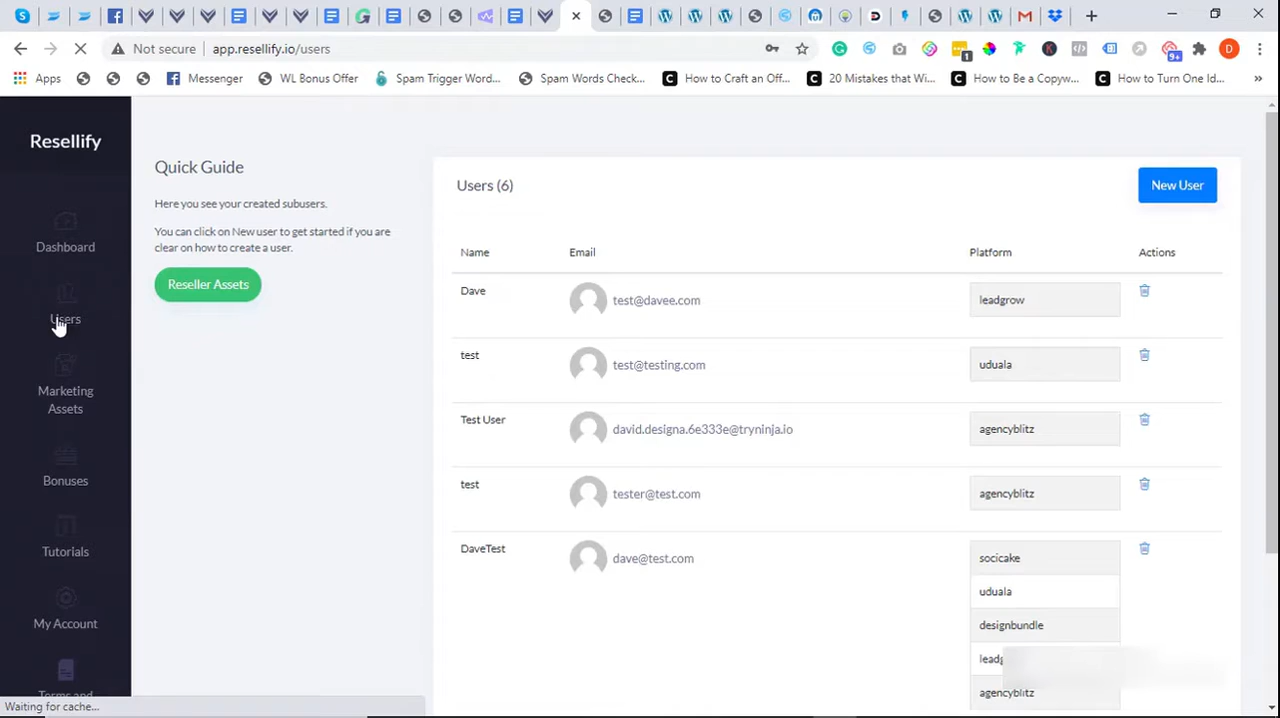 Not secure
app.resellify.io/users
1
9+
D
Apps
Messenger
WL Bonus Offer
Spam Trigger Word...
Spam Words Check...
How to Craft an Off...
20 Mistakes that Wi...
How to Be a Copyw...
How to Turn One Id...
»
Resellify
Dashboard
Users
Marketing
Assets
Bonuses
Tutorials
My Account
Terms and
Quick Guide
Here you see your created subusers.
You can click on New user to get started if you are
clear on how to create a user.
Reseller Assets
Users (6)
New User
Name Email Platform Actions
Dave test@davee.com leadgrow
test test@testing.com uduala
Test User david.designa.6e333e@tryninja.io agencyblitz
test tester@test.com agencyblitz
DaveTest dave@test.com socicake
uduala
designbundle
agencyblitz
Waiting for cache...